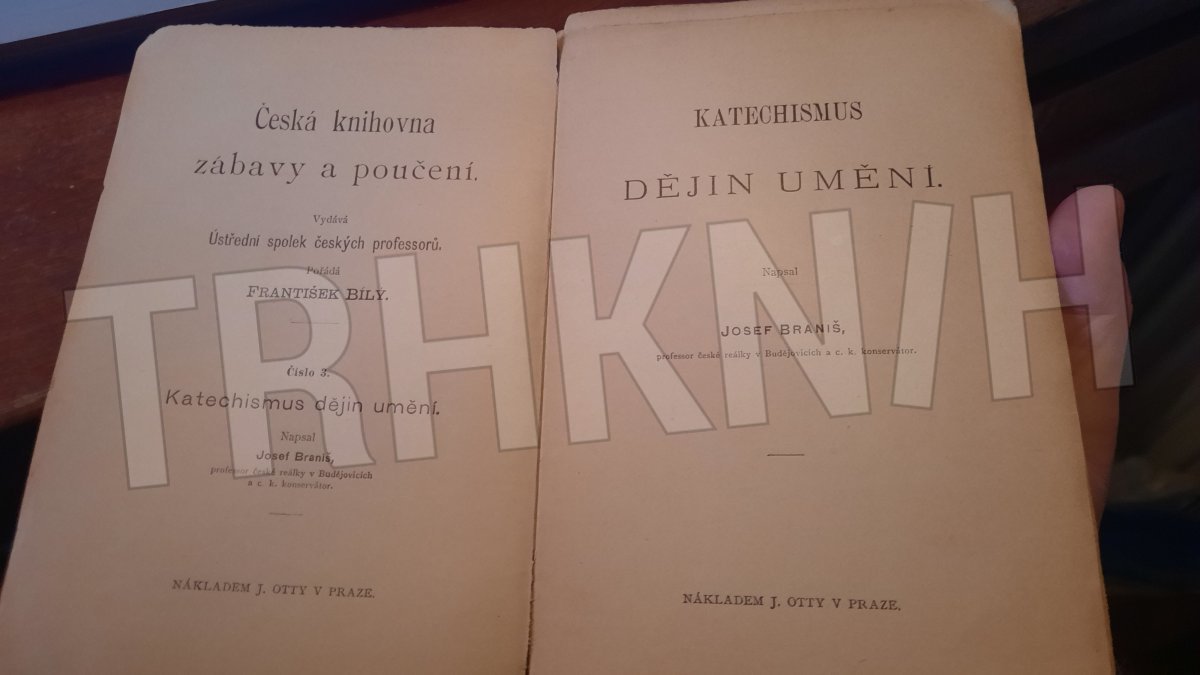 Česká knihovna
zábavy a poučení.
Vydává
Ústřední spolek českých professorů.
Pořádá
FRANTIŠEK BÍLÝ.
Číslo 3.
Katechismus dějin umění.
Napsal
Josef Braniš,
professor české reálky v Budějovicích
a c. k. konservátor.
NÁKLADEM J. OTTY V PRAZE.
KATECHISMUS
DĚJIN UMĚNÍ.
Napsal
JOSEF BRANIŠ,
professor české reálky v Budějovicích a c. k. konservátor.
NÁKLADEM J. OTTY V PRAZE.
TRHKN/H